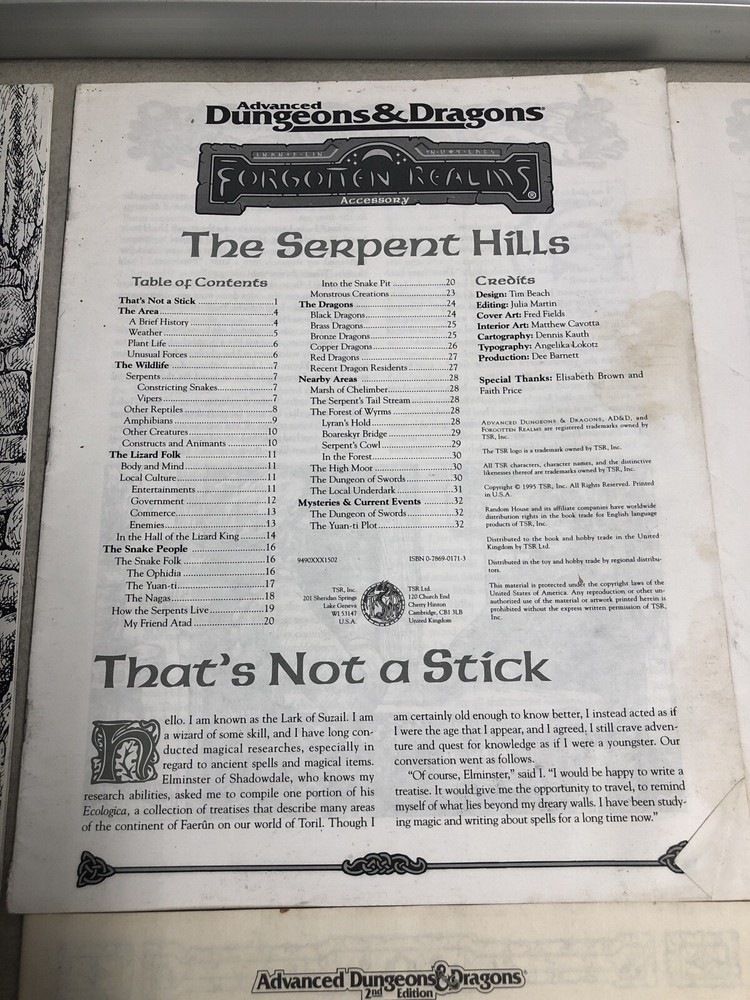 Advanced
Dungeons&Dragons®
FORGOTTEN REALMS®
Accessory
The Serpent Hills
Table of Contents
That's Not a Stick ..................1
The Area..................4
A Brief History ..................4
Weather..................5
Plant Life ..................6
Unusual Forces ..................6
The Wildlife ..................7
Serpents..................7
Constricting Snakes..................7
Vipers ..................7
Other Reptiles ..................8
Amphibians ..................9
Other Creatures ..................10
Constructs and Animants ..................10
The Lizard Folk ..................11
Body and Mind..................11
Local Culture..................11
Entertainments ..................11
Government ..................12
Commerce..................13
Enemies..................13
In the Hall of the Lizard King..................14
The Snake People ..................16
The Snake Folk ..................16
The Ophidia ..................16
The Yuan-ti..................17
The Nagas..................18
How the Serpents Live..................19
My Friend Atad ..................20
Into the Snake Pit ..................20
Monstrous Creations ..................23
The Dragons ..................24
Black Dragons..................24
Brass Dragons..................25
Bronze Dragons..................25
Copper Dragons..................26
Red Dragons ..................27
Recent Dragon Residents ..................27
Nearby Areas ..................28
Marsh of Chelimber..................28
The Serpent's Tail Stream..................28
The Forest of Wyrms ..................28
Lyran's Hold..................28
Boareskyr Bridge ..................29
Serpent's Cowl..................29
In the Forest..................30
The High Moor ..................30
The Dungeon of Swords..................30
The Local Underdark ..................31
Mysteries & Current Events ..................32
The Dungeon of Swords..................32
The Yuan-ti Plot..................32
9490XXX1502
ISBN 0-7869-0171-3
TSR, Inc.
201 Sheridan Springs
Lake Geneva
WI 53147
U.S.A.
TSR Ltd.
120 Church End
Cherry Hinton
Cambridge, CB1 3LB
United Kingdom
Credits
Design: Tim Beach
Editing: Julia Martin
Cover Art: Fred Fields
Interior Art: Matthew Cavotta
Cartography: Dennis Kauth
Typography: Angelika Lokotz
Production: Dee Barnett
Special Thanks: Elisabeth Brown and
Faith Price
ADVANCED DUNGEONS & DRAGONS, AD&D, and
FORGOTTEN REALMS are registered trademarks owned by
TSR, Inc.
The TSR logo is a trademark owned by TSR, Inc.
All TSR characters, character names, and the distinctive
likenesses thereof are trademarks owned by TSR, Inc.
Copyright © 1995 TSR, Inc. All Rights Reserved. Printed
in U.S.A.
Random House and its affiliate companies have worldwide
distribution rights in the book trade for English language
products of TSR, Inc.
Distributed to the book and hobby trade in the United
Kingdom by TSR Ltd.
Distributed in the toy and hobby trade by regional distribu-
tors.
This material is protected under the copyright laws of the
United States of America. Any reproduction or other un-
authorized use of the material or artwork printed herein is
prohibited without the express written permission of TSR,
Inc.
That's Not a Stick
Hello. I am known as the Lark of Suzail. I am
a wizard of some skill, and I have long con-
ducted magical researches, especially in
regard to ancient spells and magical items.
Elminster of Shadowdale, who knows my
research abilities, asked me to compile one portion of his
Ecologica, a collection of treatises that describe many areas
of the continent of Faerûn on our world of Toril. Though I
am certainly old enough to know better, I instead acted as if
I were the age that I appear, and I agreed. I still crave adven-
ture and quest for knowledge as if I were a youngster. Our
conversation went as follows.
"Of course, Elminster," said I. "I would be happy to write a
treatise. It would give me the opportunity to travel, to remind
myself of what lies beyond my dreary walls. I have been study-
ing magic and writing about spells for a long time now."
Advanced Dungeons & Dragons®
2nd Edition